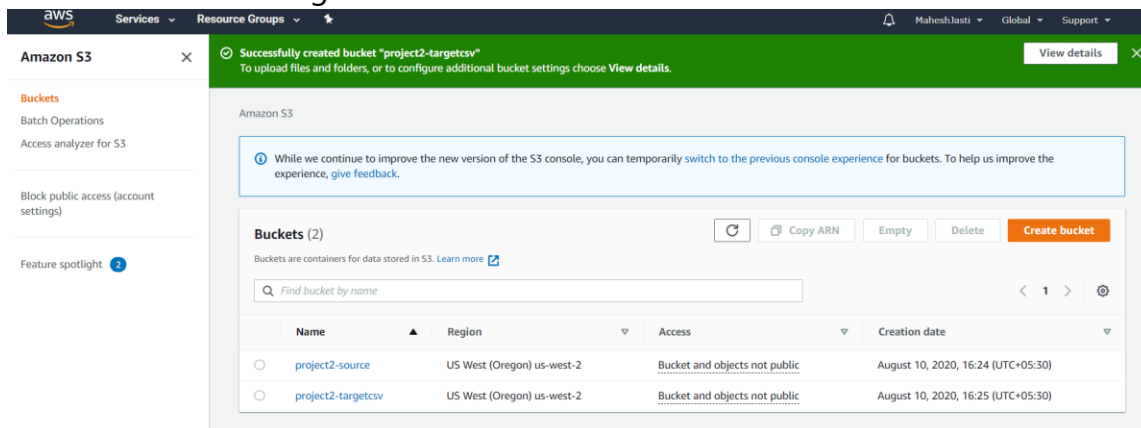 aws Services Resource Groups MaheshJasti Global Support
Amazon S3
Successfully created bucket "project2-targetcsv"
To upload files and folders, or to configure additional bucket settings choose View details.
View details
Buckets
Batch Operations
Access analyzer for S3
Block public access (account
settings)
Feature spotlight 2
Amazon S3
While we continue to improve the new version of the S3 console, you can temporarily switch to the previous console experience for buckets. To help us improve the
experience, give feedback.
Buckets (2)
Copy ARN Empty Delete Create bucket
Buckets are containers for data stored in S3. Learn more
Find bucket by name
< 1 >
Name Region Access Creation date
project2-source US West (Oregon) us-west-2 Bucket and objects not public August 10, 2020, 16:24 (UTC+05:30)
project2-targetcsv US West (Oregon) us-west-2 Bucket and objects not public August 10, 2020, 16:25 (UTC+05:30)